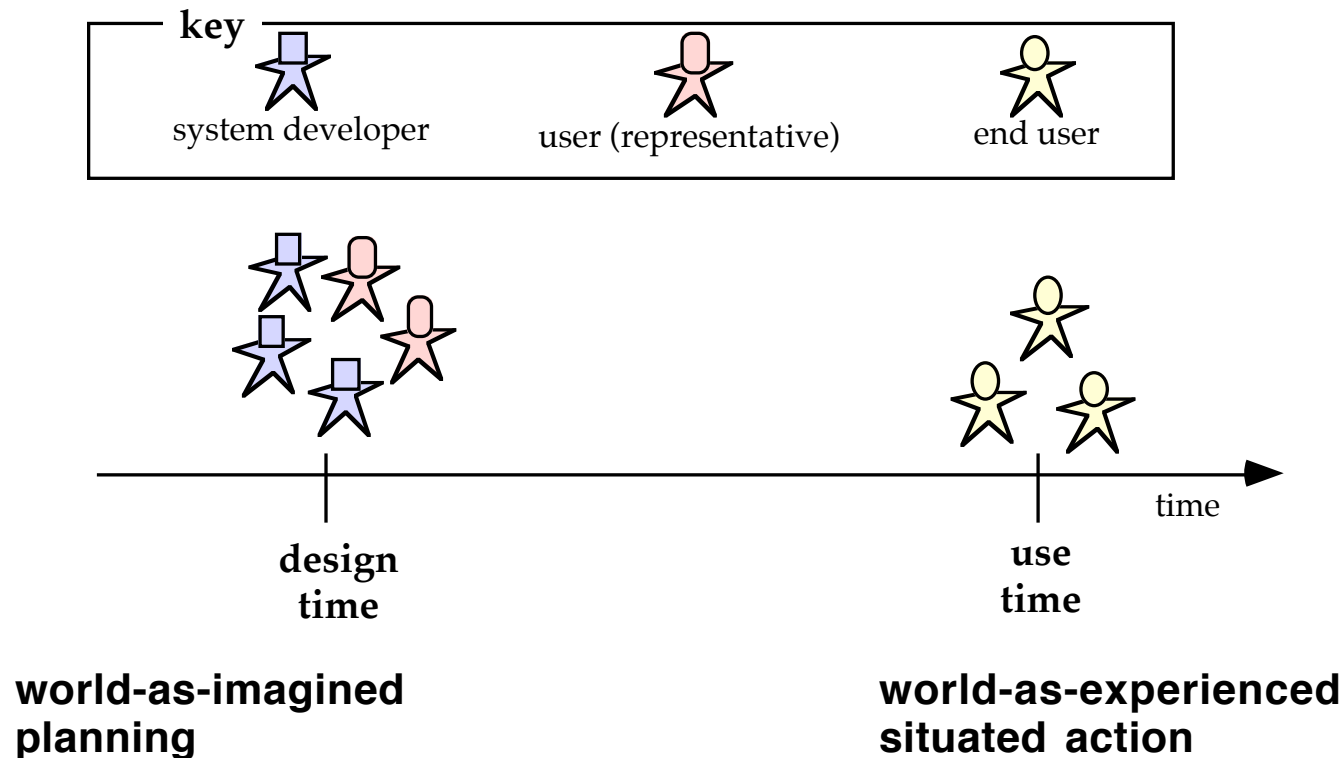 key
system developer
user (representative)
end user
time
design
time
use
time
world-as-imagined
planning
world-as-experienced
situated action